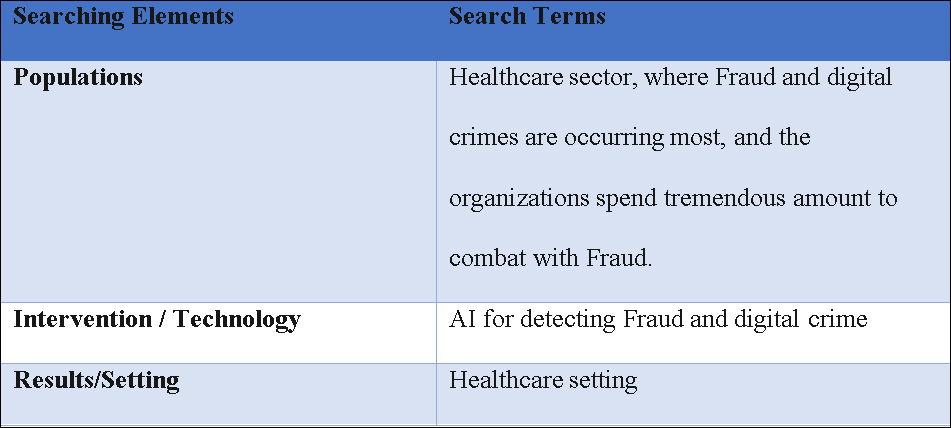 Searching Elements Search Terms
Populations Healthcare sector, where Fraud and digital
crimes are occurring most, and the
organizations spend tremendous amount to
combat with Fraud.
Intervention / Technology AI for detecting Fraud and digital crime
Results/Setting Healthcare setting